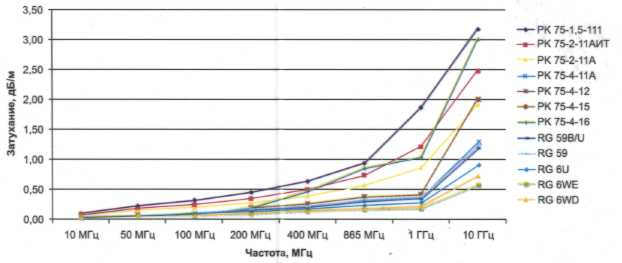 3,50
3,00
2,50
2,00
1,50
1,00
0,50
0,00
Затухание, дБ/м
10 МГц 50 МГц 100 МГц 200 МГц 400 МГц 865 МГц 1 ГГц 10 ГГц
Частота, МГц
РК 75-1,5-111
РК 75-2-11АИТ
РК 75-2-11А
РК 75-4-11А
РК 75-4-12
РК 75-4-15
РК 75-4-16
RG 59B/U
RG 59
RG 6U
RG 6WE
RG 6WD